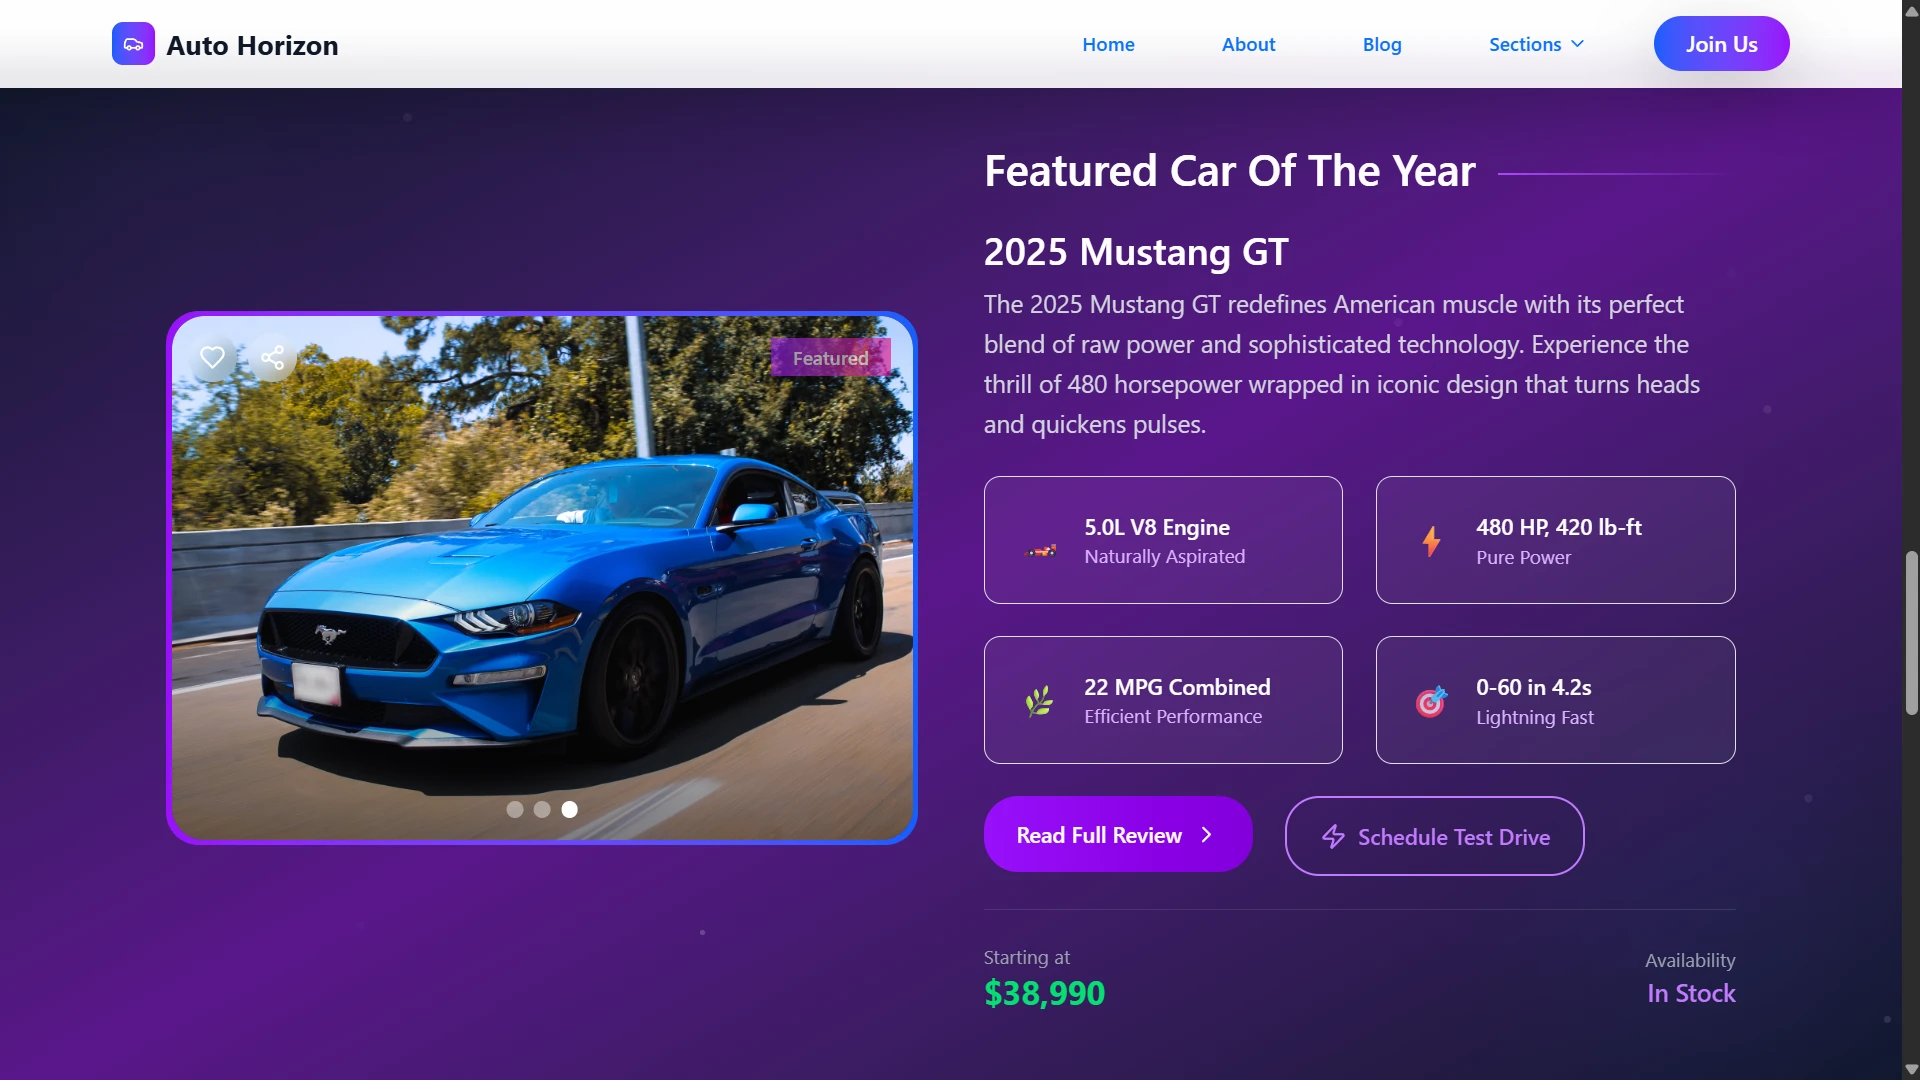 Auto Horizon
Home
About
Blog
Sections
Join Us
Featured
Featured Car Of The Year
2025 Mustang GT
The 2025 Mustang GT redefines American muscle with its perfect
blend of raw power and sophisticated technology. Experience the
thrill of 480 horsepower wrapped in iconic design that turns heads
and quickens pulses.
5.0L V8 Engine
Naturally Aspirated
480 HP, 420 lb-ft
Pure Power
22 MPG Combined
Efficient Performance
0-60 in 4.2s
Lightning Fast
Read Full Review
Schedule Test Drive
Starting at
$38,990
Availability
In Stock